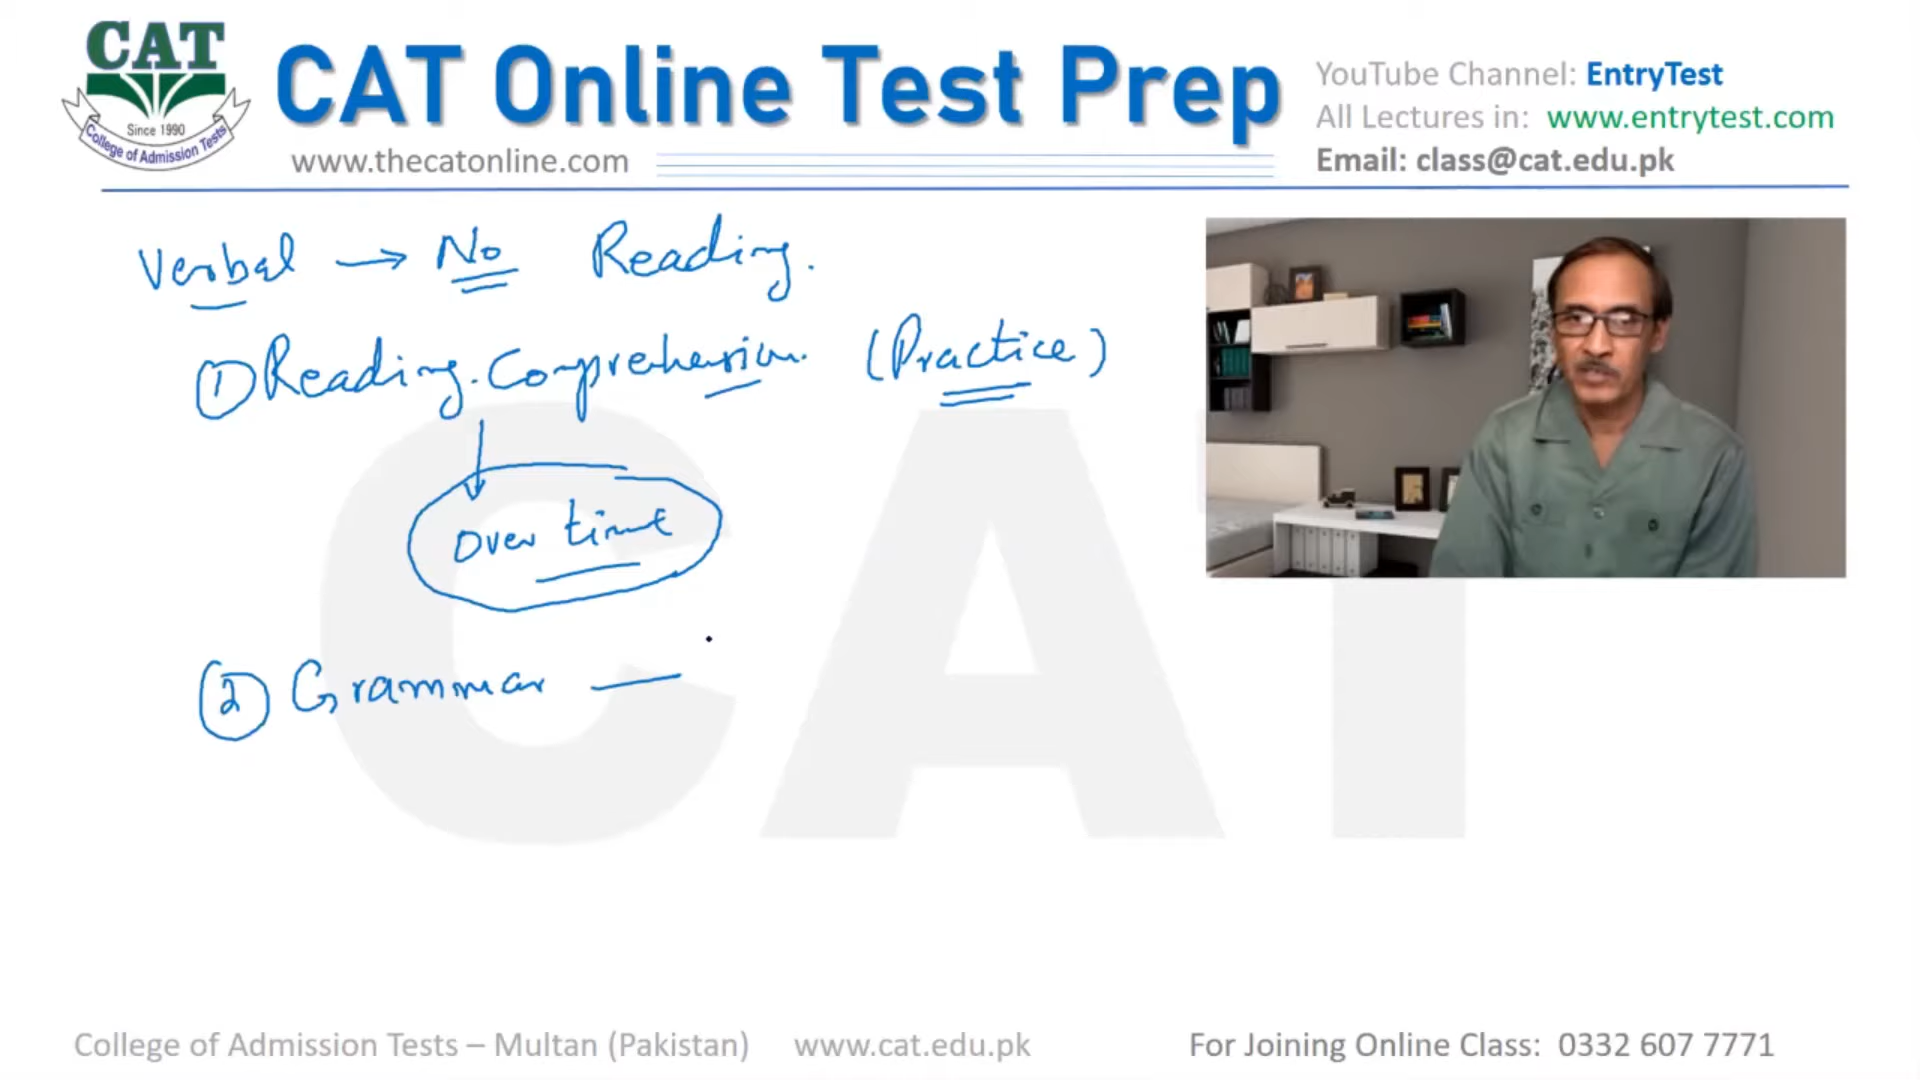 CAT
Since 1990
College of Admission Tests
CAT Online Test Prep
www.thecatonline.com
YouTube Channel: EntryTest
All Lectures in: www.entrytest.com
Email: class@cat.edu.pk
Verbal → No Reading.
① Reading. Comprehension. (Practice)
↓
Over time
② Grammar —
CAT
College of Admission Tests – Multan (Pakistan) www.cat.edu.pk For Joining Online Class: 0332 607 7771